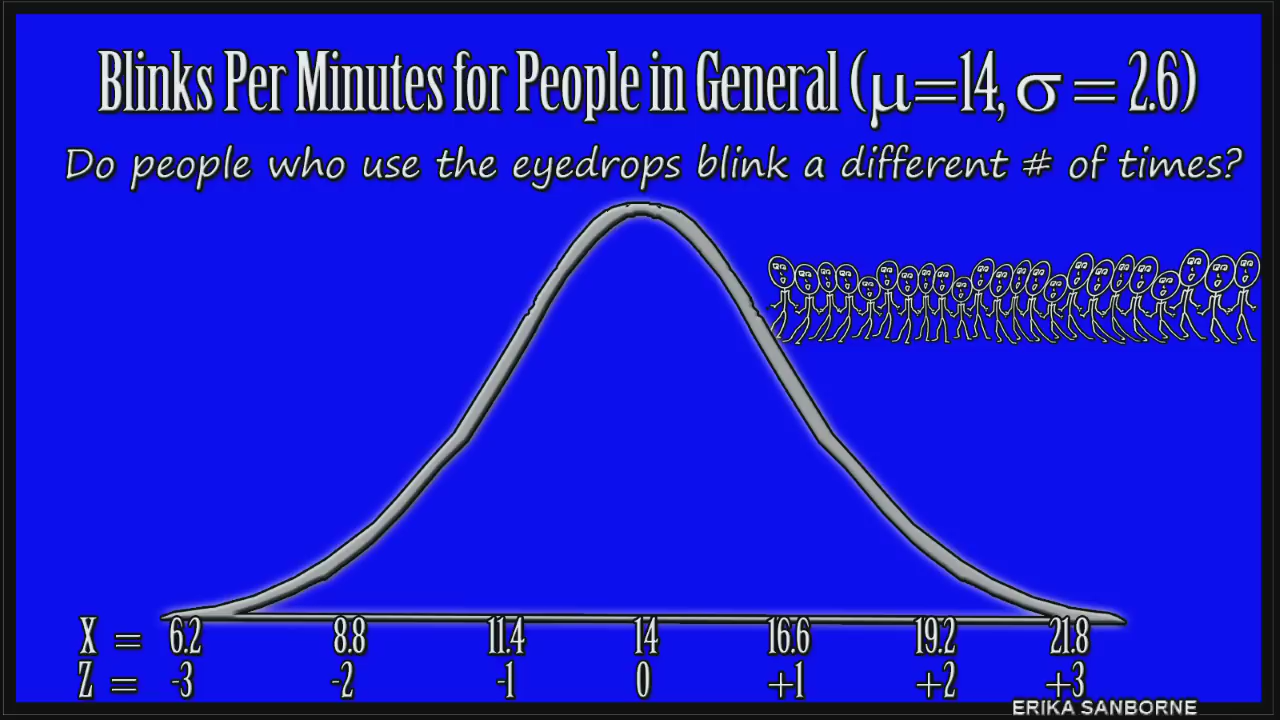 Blinks Per Minutes for People in General (μ=14, σ = 2.6)
Do people who use the eyedrops blink a different # of times?
X = 6.2 8.8 11.4 14 16.6 19.2 21.8
Z = -3 -2 -1 0 +1 +2 +3
ERIKA SANBORNE